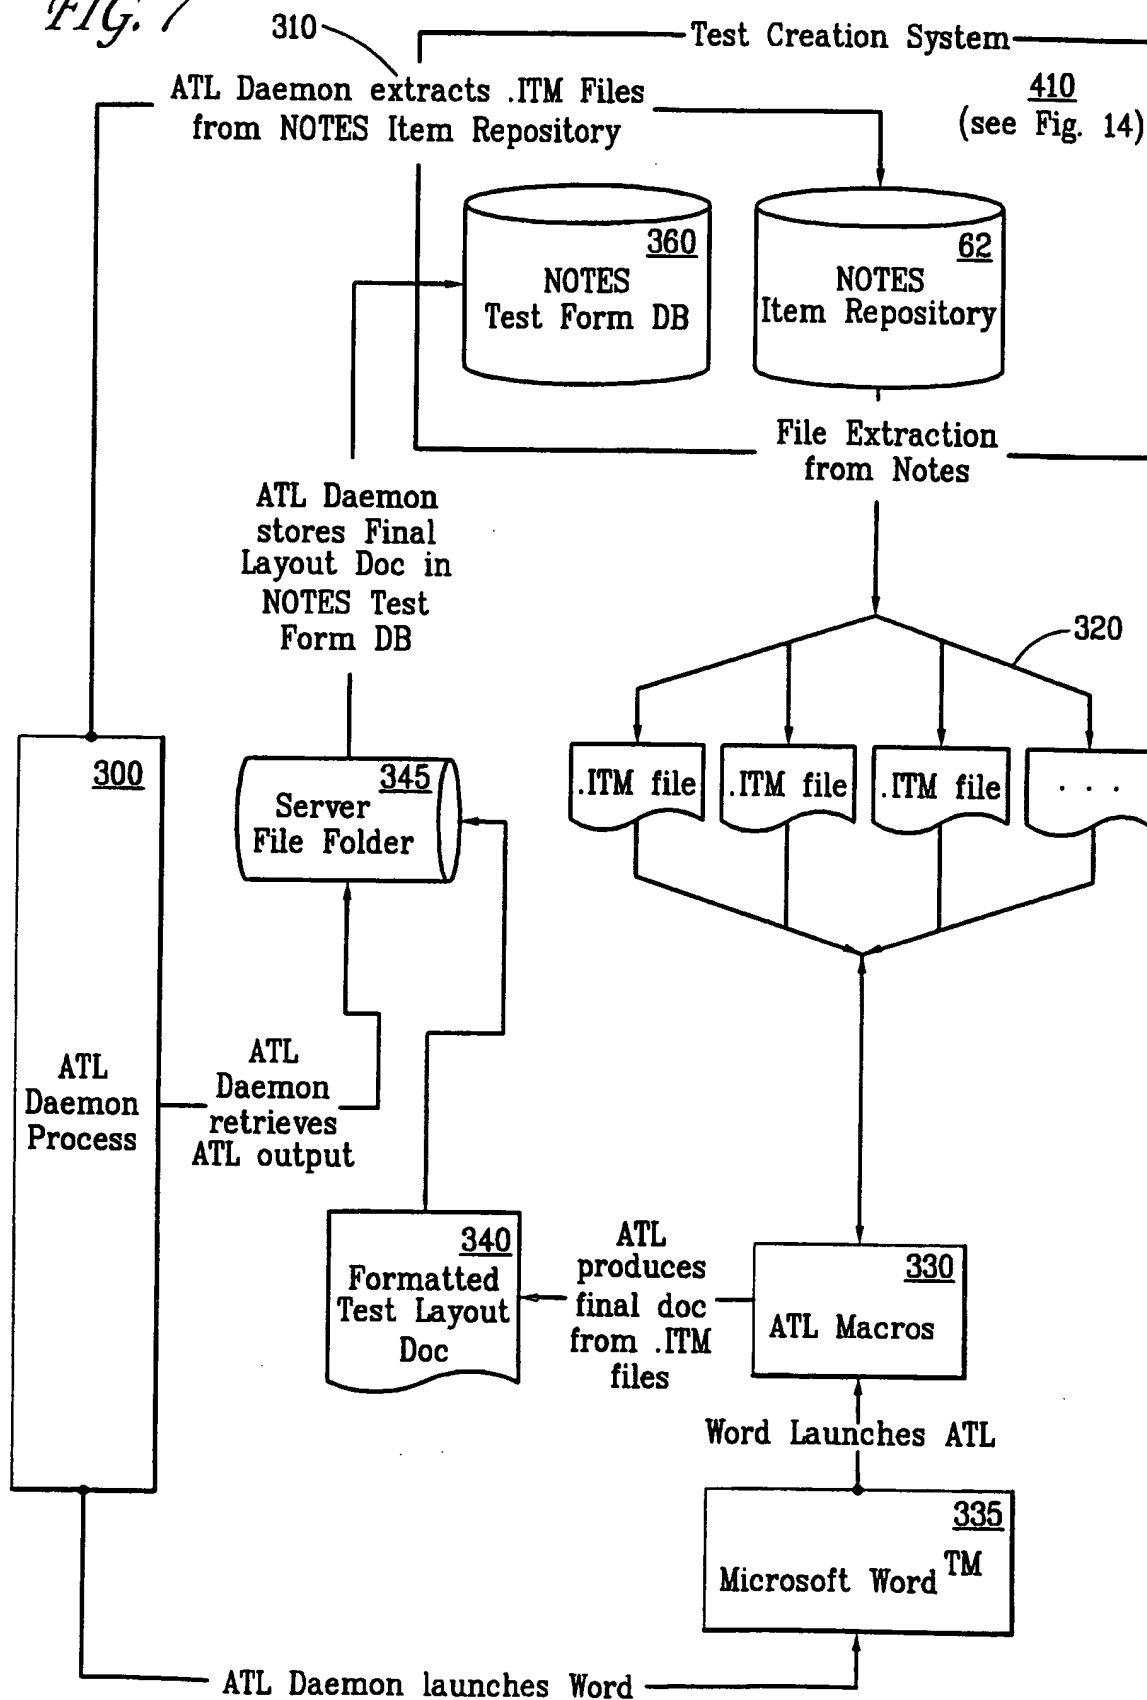 FIG. 7
310
Test Creation System
ATL Daemon extracts .ITM Files
from NOTES Item Repository
410
(see Fig. 14)
360
NOTES
Test Form DB
62
NOTES
Item Repository
File Extraction
from Notes
ATL Daemon
stores Final
Layout Doc in
NOTES Test
Form DB
320
300
ATL
Daemon
Process
345
Server
File Folder
.ITM file
.ITM file
.ITM file
. . .
ATL
Daemon
retrieves
ATL output
340
Formatted
Test Layout
Doc
ATL
produces
final doc
from .ITM
files
330
ATL Macros
Word Launches ATL
335
Microsoft Word TM
ATL Daemon launches Word